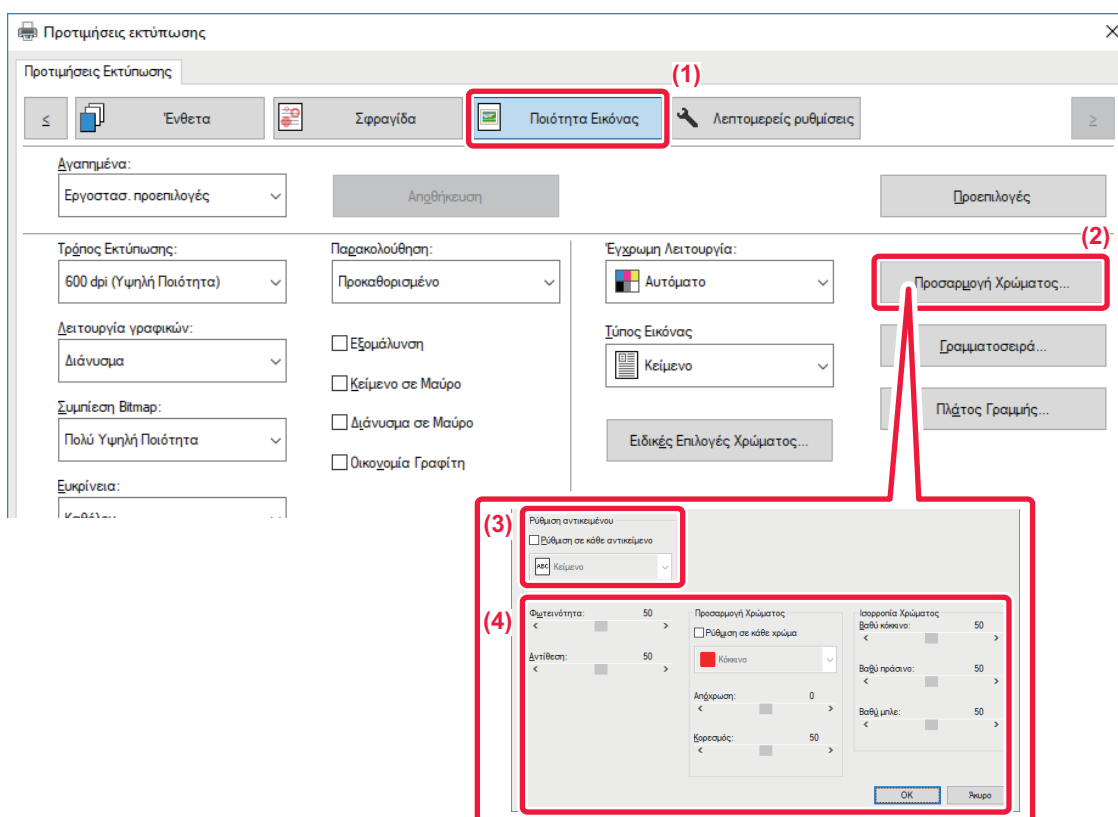 Προτιμήσεις εκτύπωσης
Προτιμήσεις Εκτύπωσης
(1)
<
Ένθετα
Σφραγίδα
Ποιότητα Εικόνας
Λεπτομερείς ρυθμίσεις
>
Αγαπημένα:
Εργοστασ. προεπιλογές
Αποθήκευση
Προεπιλογές
(2)
Τρόπος Εκτύπωσης:
600 dpi (Υψηλή Ποιότητα)
Λειτουργία γραφικών:
Διάνυσμα
Συμπίεση Bitmap:
Πολύ Υψηλή Ποιότητα
Ευκρίνεια:
Καθόλου
Παρακολούθηση:
Προκαθορισμένο
Εξομάλυνση
Κείμενο σε Μαύρο
Διάνυσμα σε Μαύρο
Οικονομία Γραφίτη
Έγχρωμη Λειτουργία:
Αυτόματο
Τύπος Εικόνας
Κείμενο
Ειδικές Επιλογές Χρώματος...
Προσαρμογή Χρώματος...
Γραμματοσειρά...
Πλάτος Γραμμής...
(3)
Ρύθμιση αντικειμένου
Ρύθμιση σε κάθε αντικείμενο
ABC Κείμενο
(4)
Φωτεινότητα: 50
Αντίθεση: 50
Προσαρμογή Χρώματος
Ρύθμιση σε κάθε χρώμα
Κόκκινο
Απόχρωση: 0
Κορεσμός: 50
Ισορροπία Χρώματος
Βαθύ κόκκινο: 50
Βαθύ πράσινο: 50
Βαθύ μπλε: 50
OK
Άκυρο